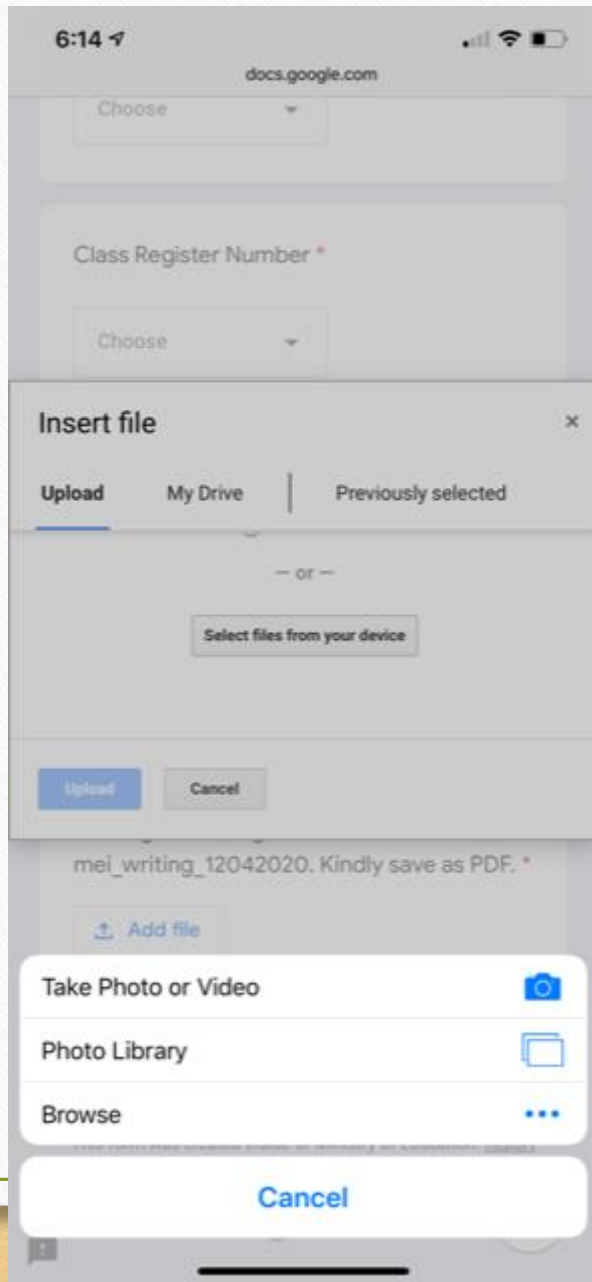 6:14
docs.google.com
Choose
Class Register Number *
Choose
Insert file
×
Upload My Drive Previously selected
— or —
Select files from your device
Upload Cancel
mei_writing_12042020. Kindly save as PDF. *
Add file
Take Photo or Video
Photo Library
Browse
Cancel